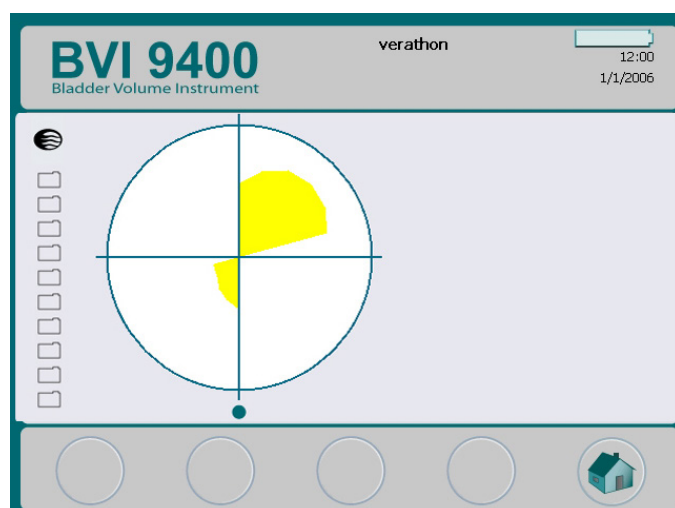 BVI 9400
Bladder Volume Instrument
verathon
12:00
1/1/2006